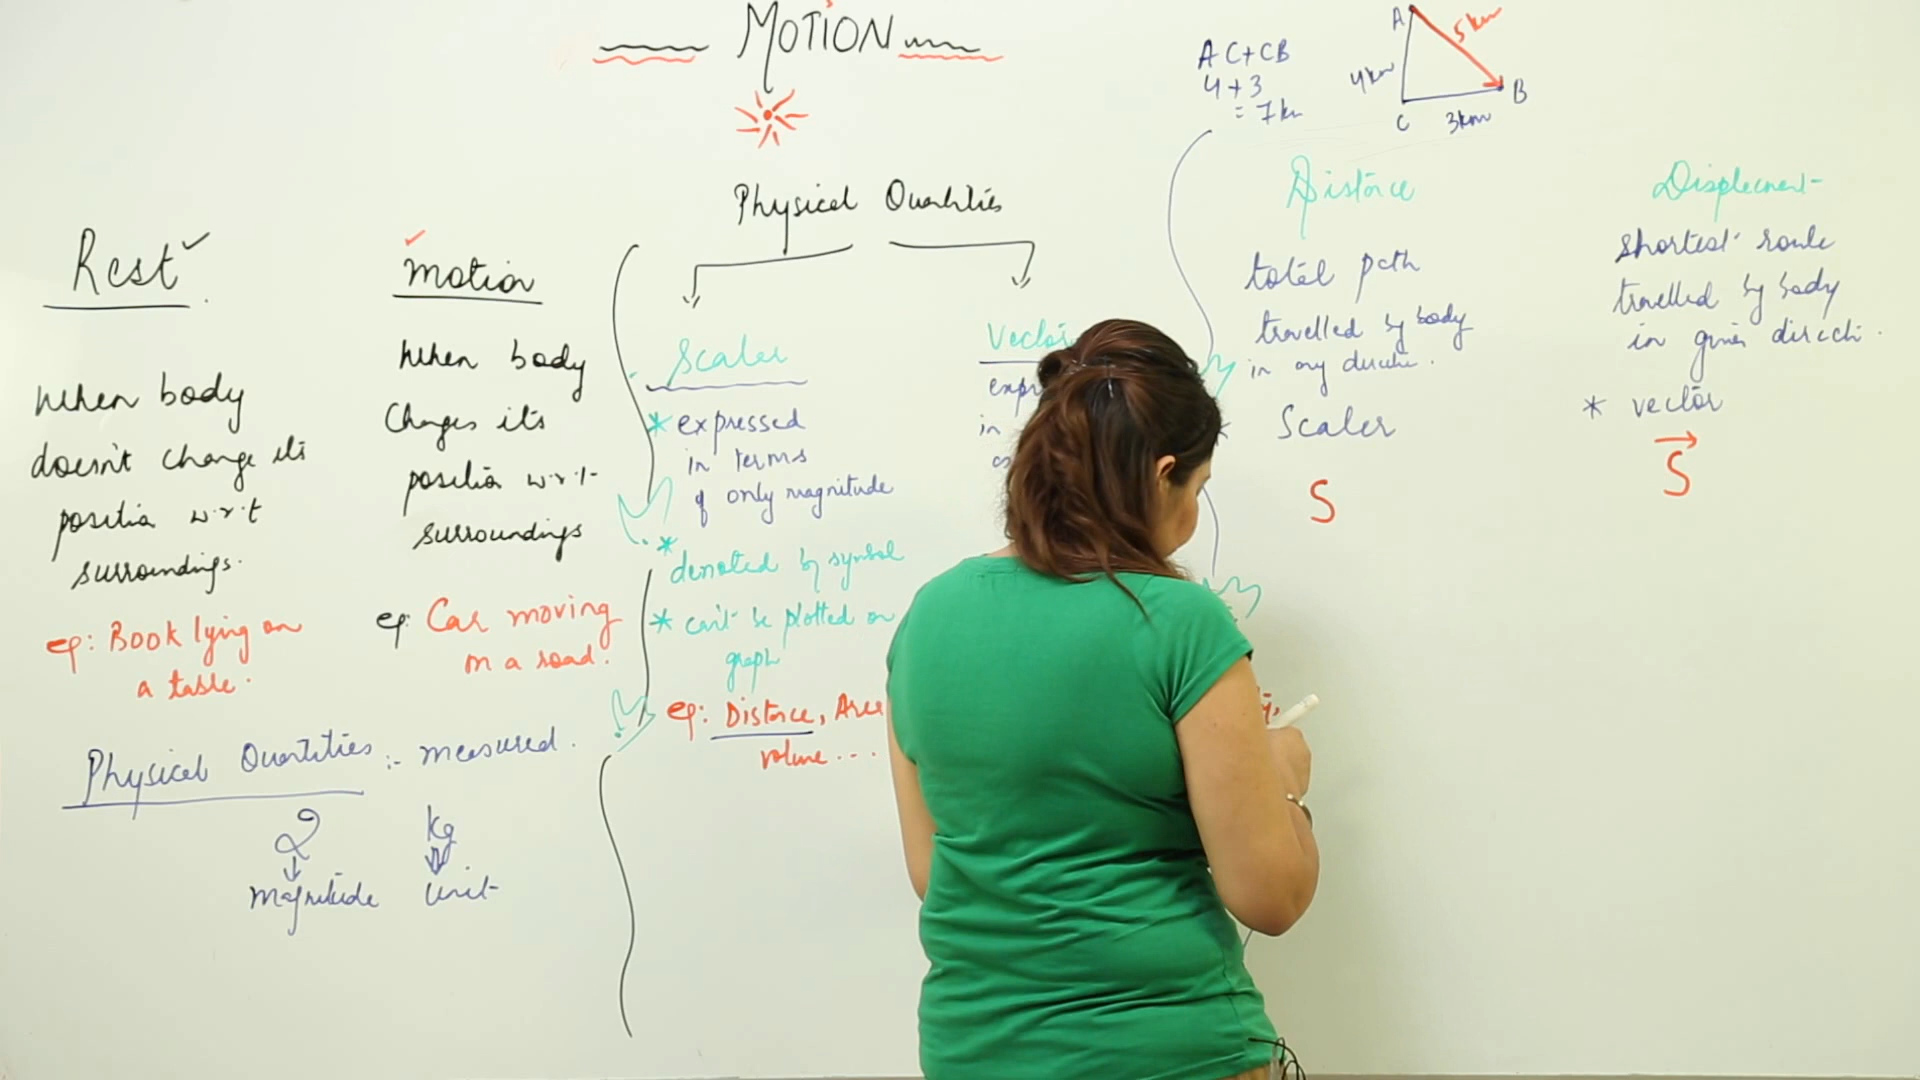 MOTION
Rest
When body
doesn't change its
position w.r.t
surroundings.
eg: Book lying on
a table.
motion
When body
Changes its
position w.r.t
surroundings
eg: Car moving
on a road.
Physical Quantities :- measured.
2 kg
magnitude unit
Physical Quantities
Scaler
* expressed
in terms
of only magnitude
* denoted by symbol
* can't be plotted on
graph
eg: Distance, Area
volume ...
Vector
in
AC+CB
4+3
= 7km
A
5km
4km
B
C
3km
Distance
total path
travelled by body
in any
Scaler
S
Displacement
shortest route
travelled by body
in given directi.
* vector
S